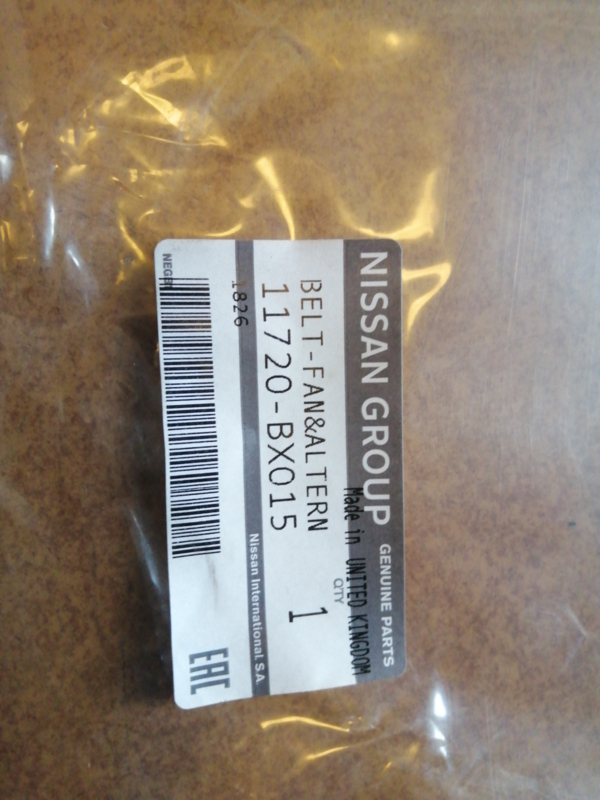 NISSAN GROUP GENUINE PARTS
Made in UNITED KINGDOM
BELT-FAN&ALTERN
QTY
1
11720-BX015
Nissan International. S.A.
1826
EAC